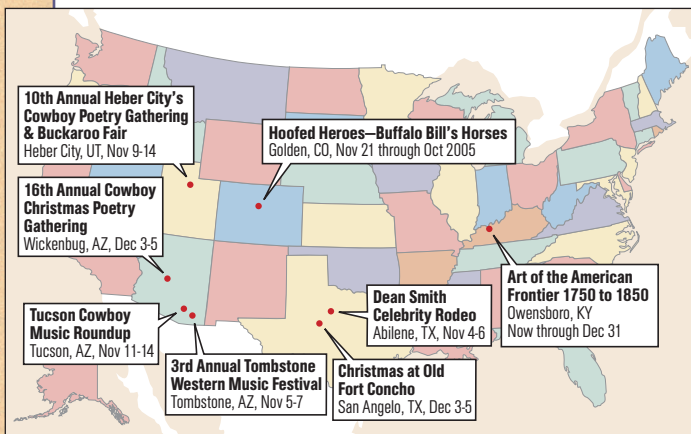 10th Annual Heber City's
Cowboy Poetry Gathering
& Buckaroo Fair
Heber City, UT, Nov 9-14
Hoofed Heroes—Buffalo Bill's Horses
Golden, CO, Nov 21 through Oct 2005
16th Annual Cowboy
Christmas Poetry
Gathering
Wickenbug, AZ, Dec 3-5
Tucson Cowboy
Music Roundup
Tucson, AZ, Nov 11-14
3rd Annual Tombstone
Western Music Festival
Tombstone, AZ, Nov 5-7
Dean Smith
Celebrity Rodeo
Abilene, TX, Nov 4-6
Christmas at Old
Fort Concho
San Angelo, TX, Dec 3-5
Art of the American
Frontier 1750 to 1850
Owensboro, KY
Now through Dec 31